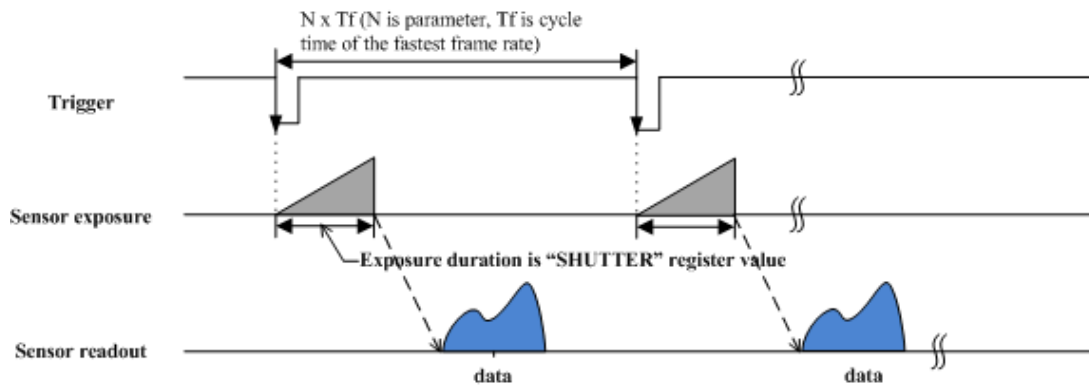 N x Tf (N is parameter, Tf is cycle
time of the fastest frame rate)
Trigger
Sensor exposure
Exposure duration is “SHUTTER” register value
Sensor readout
data
data